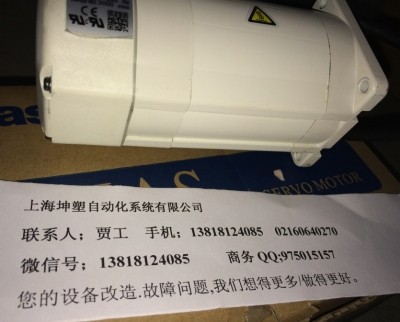 SERVO MOTOR
上海坤塑自动化系统有限公司
联系人；贾工 手机；13818124085 02160640270
微信号；13818124085 商务QQ;975015157
您的设备改造.故障问题,我们想得更多/做得更好.